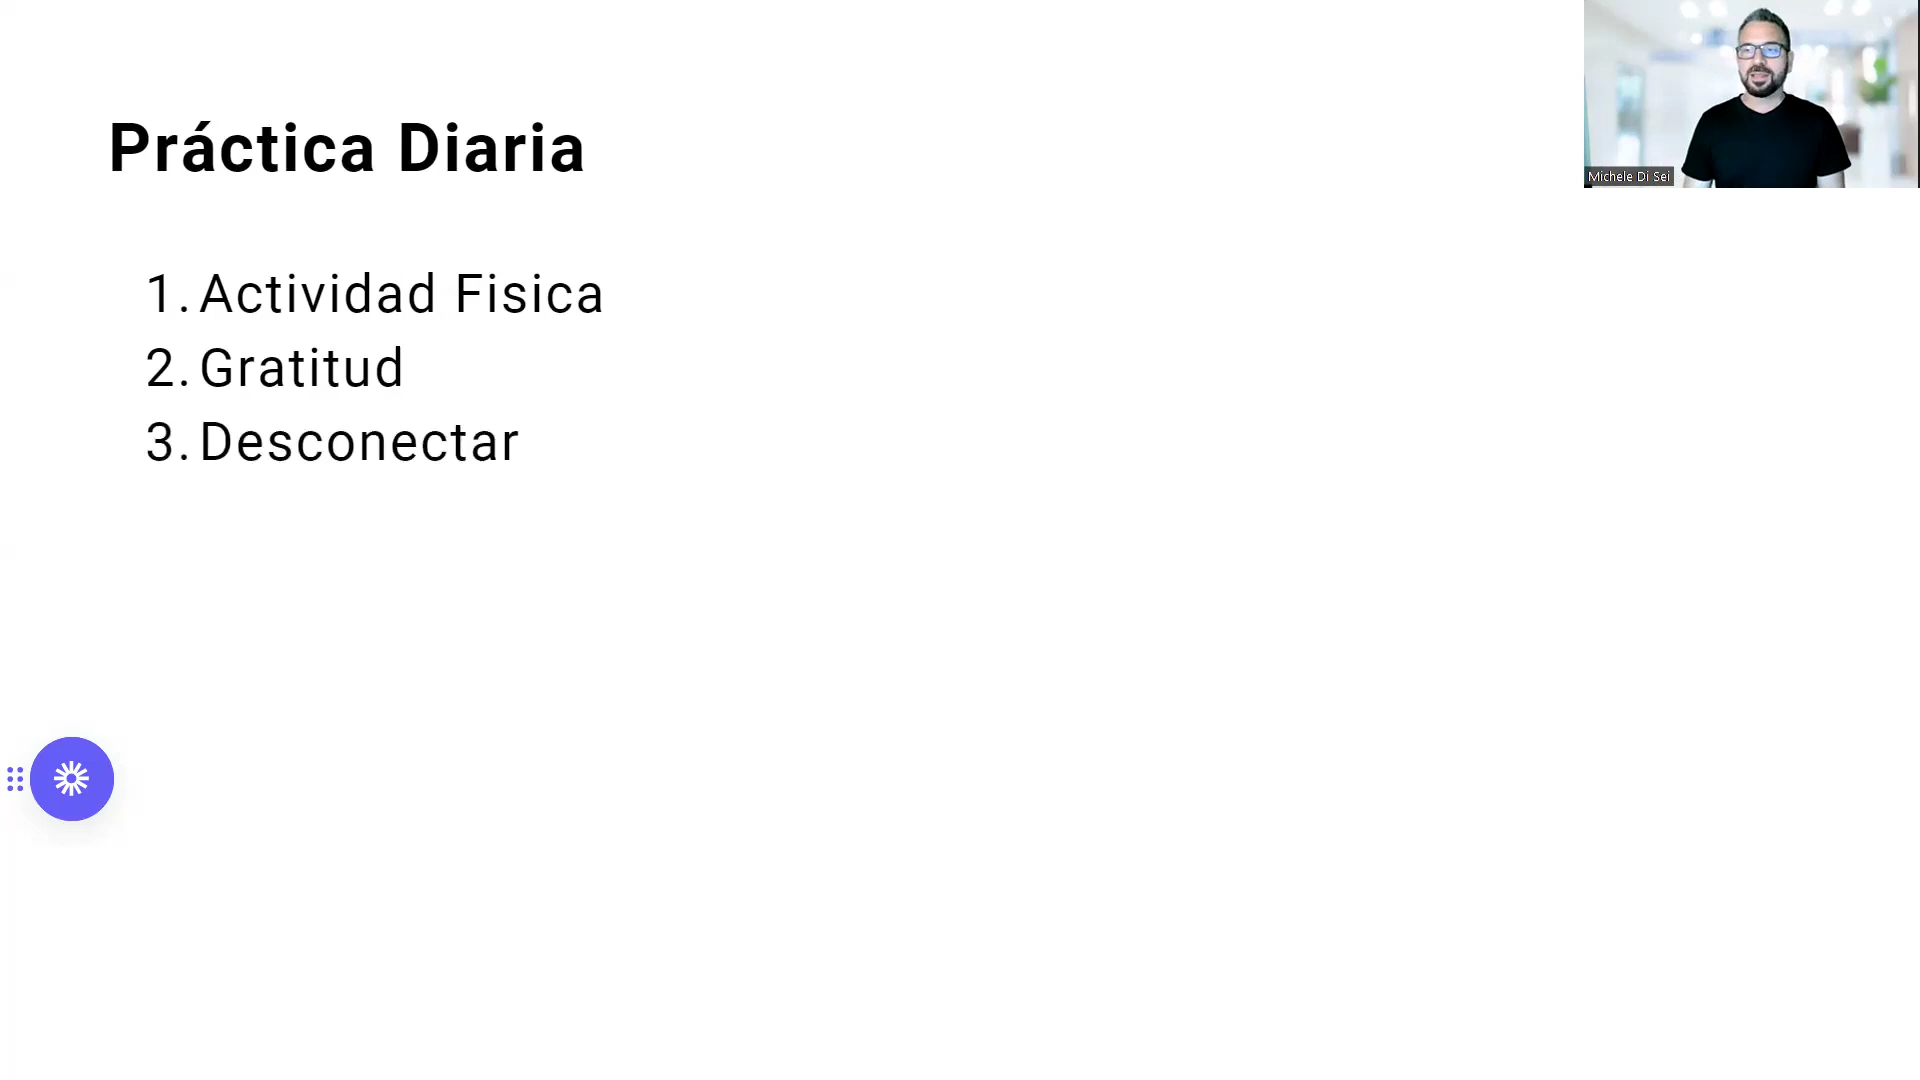 Práctica Diaria
1. Actividad Fisica
2. Gratitud
3. Desconectar
Michele Di Sei